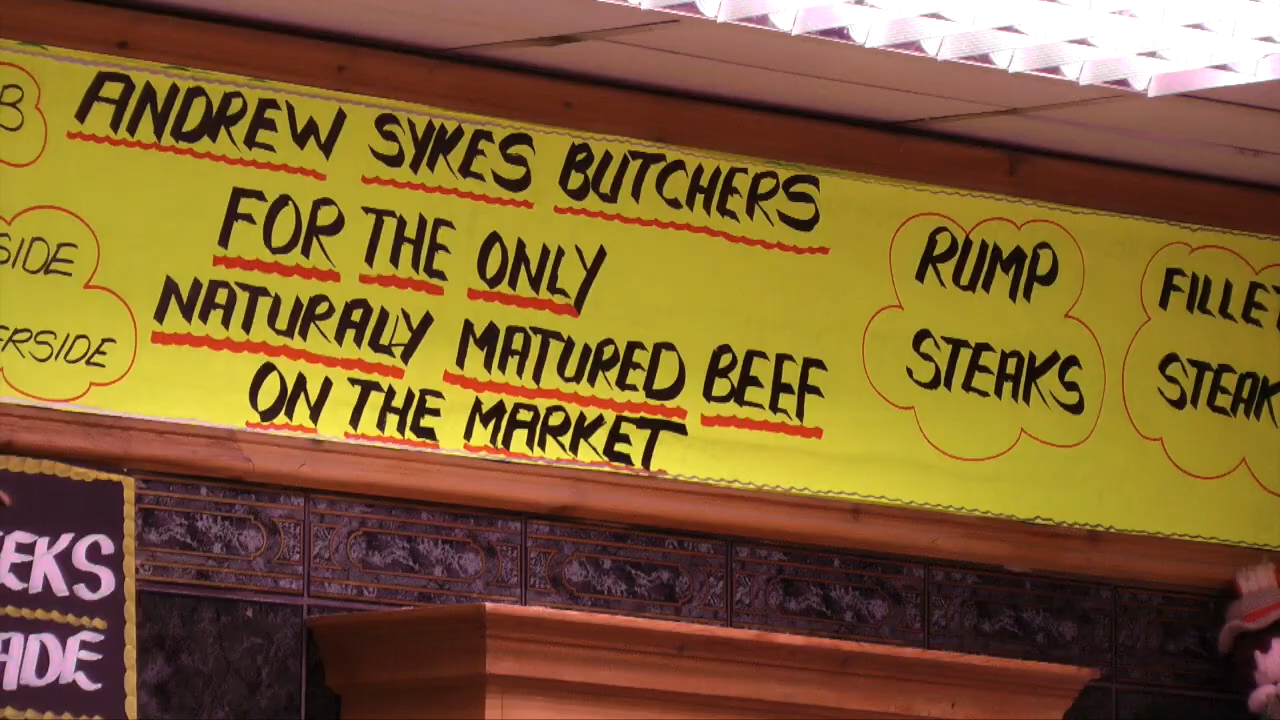 B
SIDE
ERSIDE
ANDREW SYKES BUTCHERS
FOR THE ONLY
NATURALLY MATURED BEEF
ON THE MARKET
RUMP
STEAKS
FILLET
STEAK
EKS
ADE